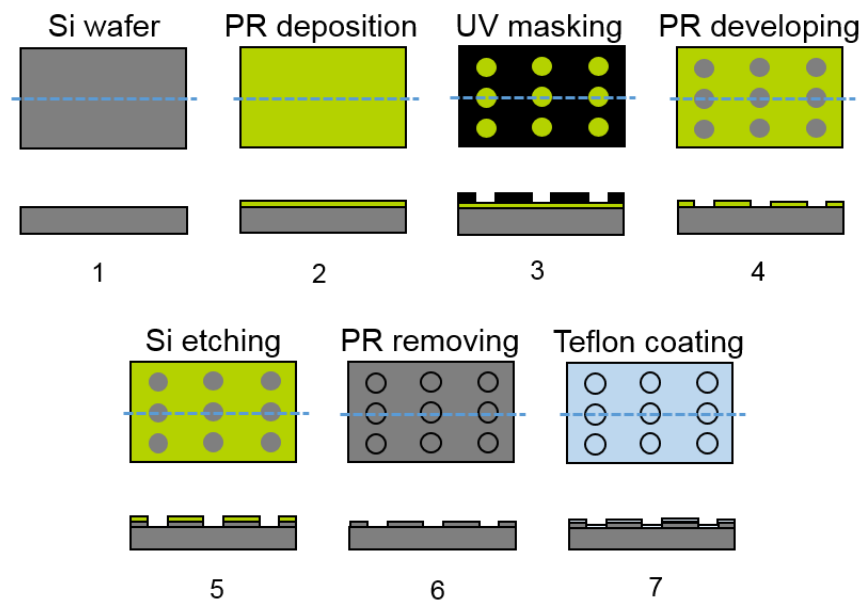 Si wafer
PR deposition
UV masking
PR developing
1
2
3
4
Si etching
PR removing
Teflon coating
5
6
7